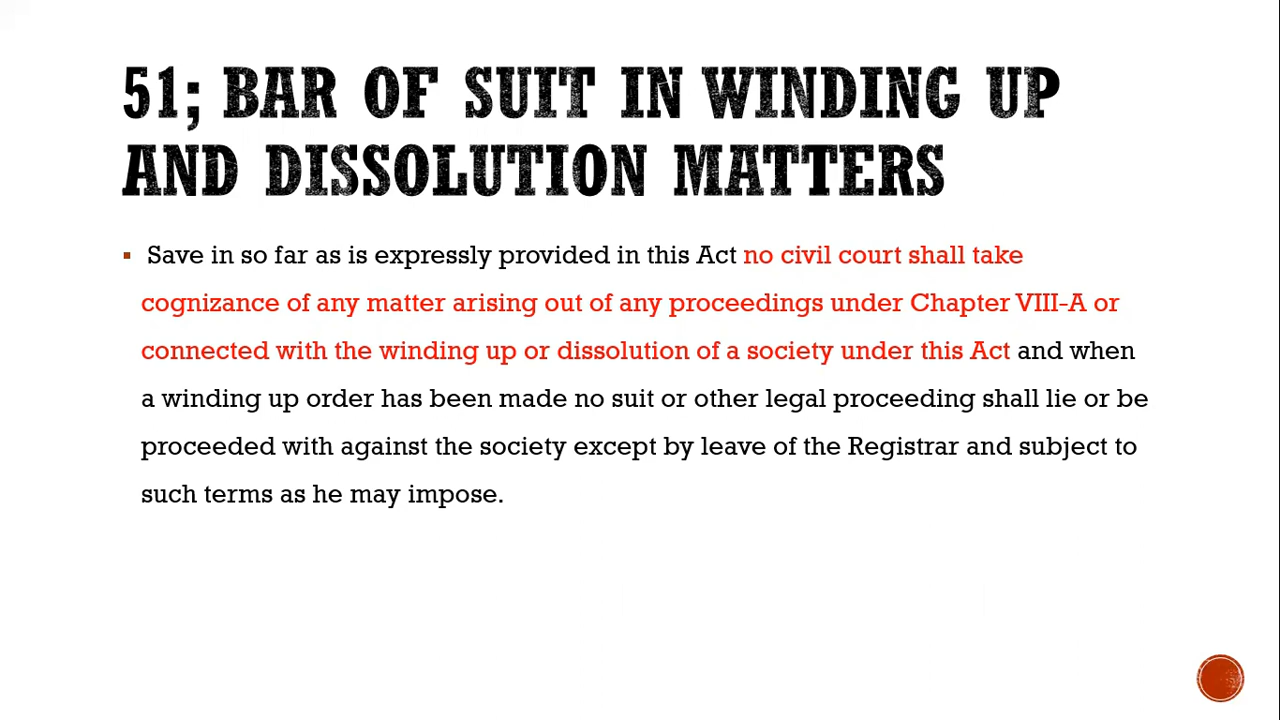 51; BAR OF SUIT IN WINDING UP
AND DISSOLUTION MATTERS
▪ Save in so far as is expressly provided in this Act no civil court shall take
cognizance of any matter arising out of any proceedings under Chapter VIII-A or
connected with the winding up or dissolution of a society under this Act and when
a winding up order has been made no suit or other legal proceeding shall lie or be
proceeded with against the society except by leave of the Registrar and subject to
such terms as he may impose.